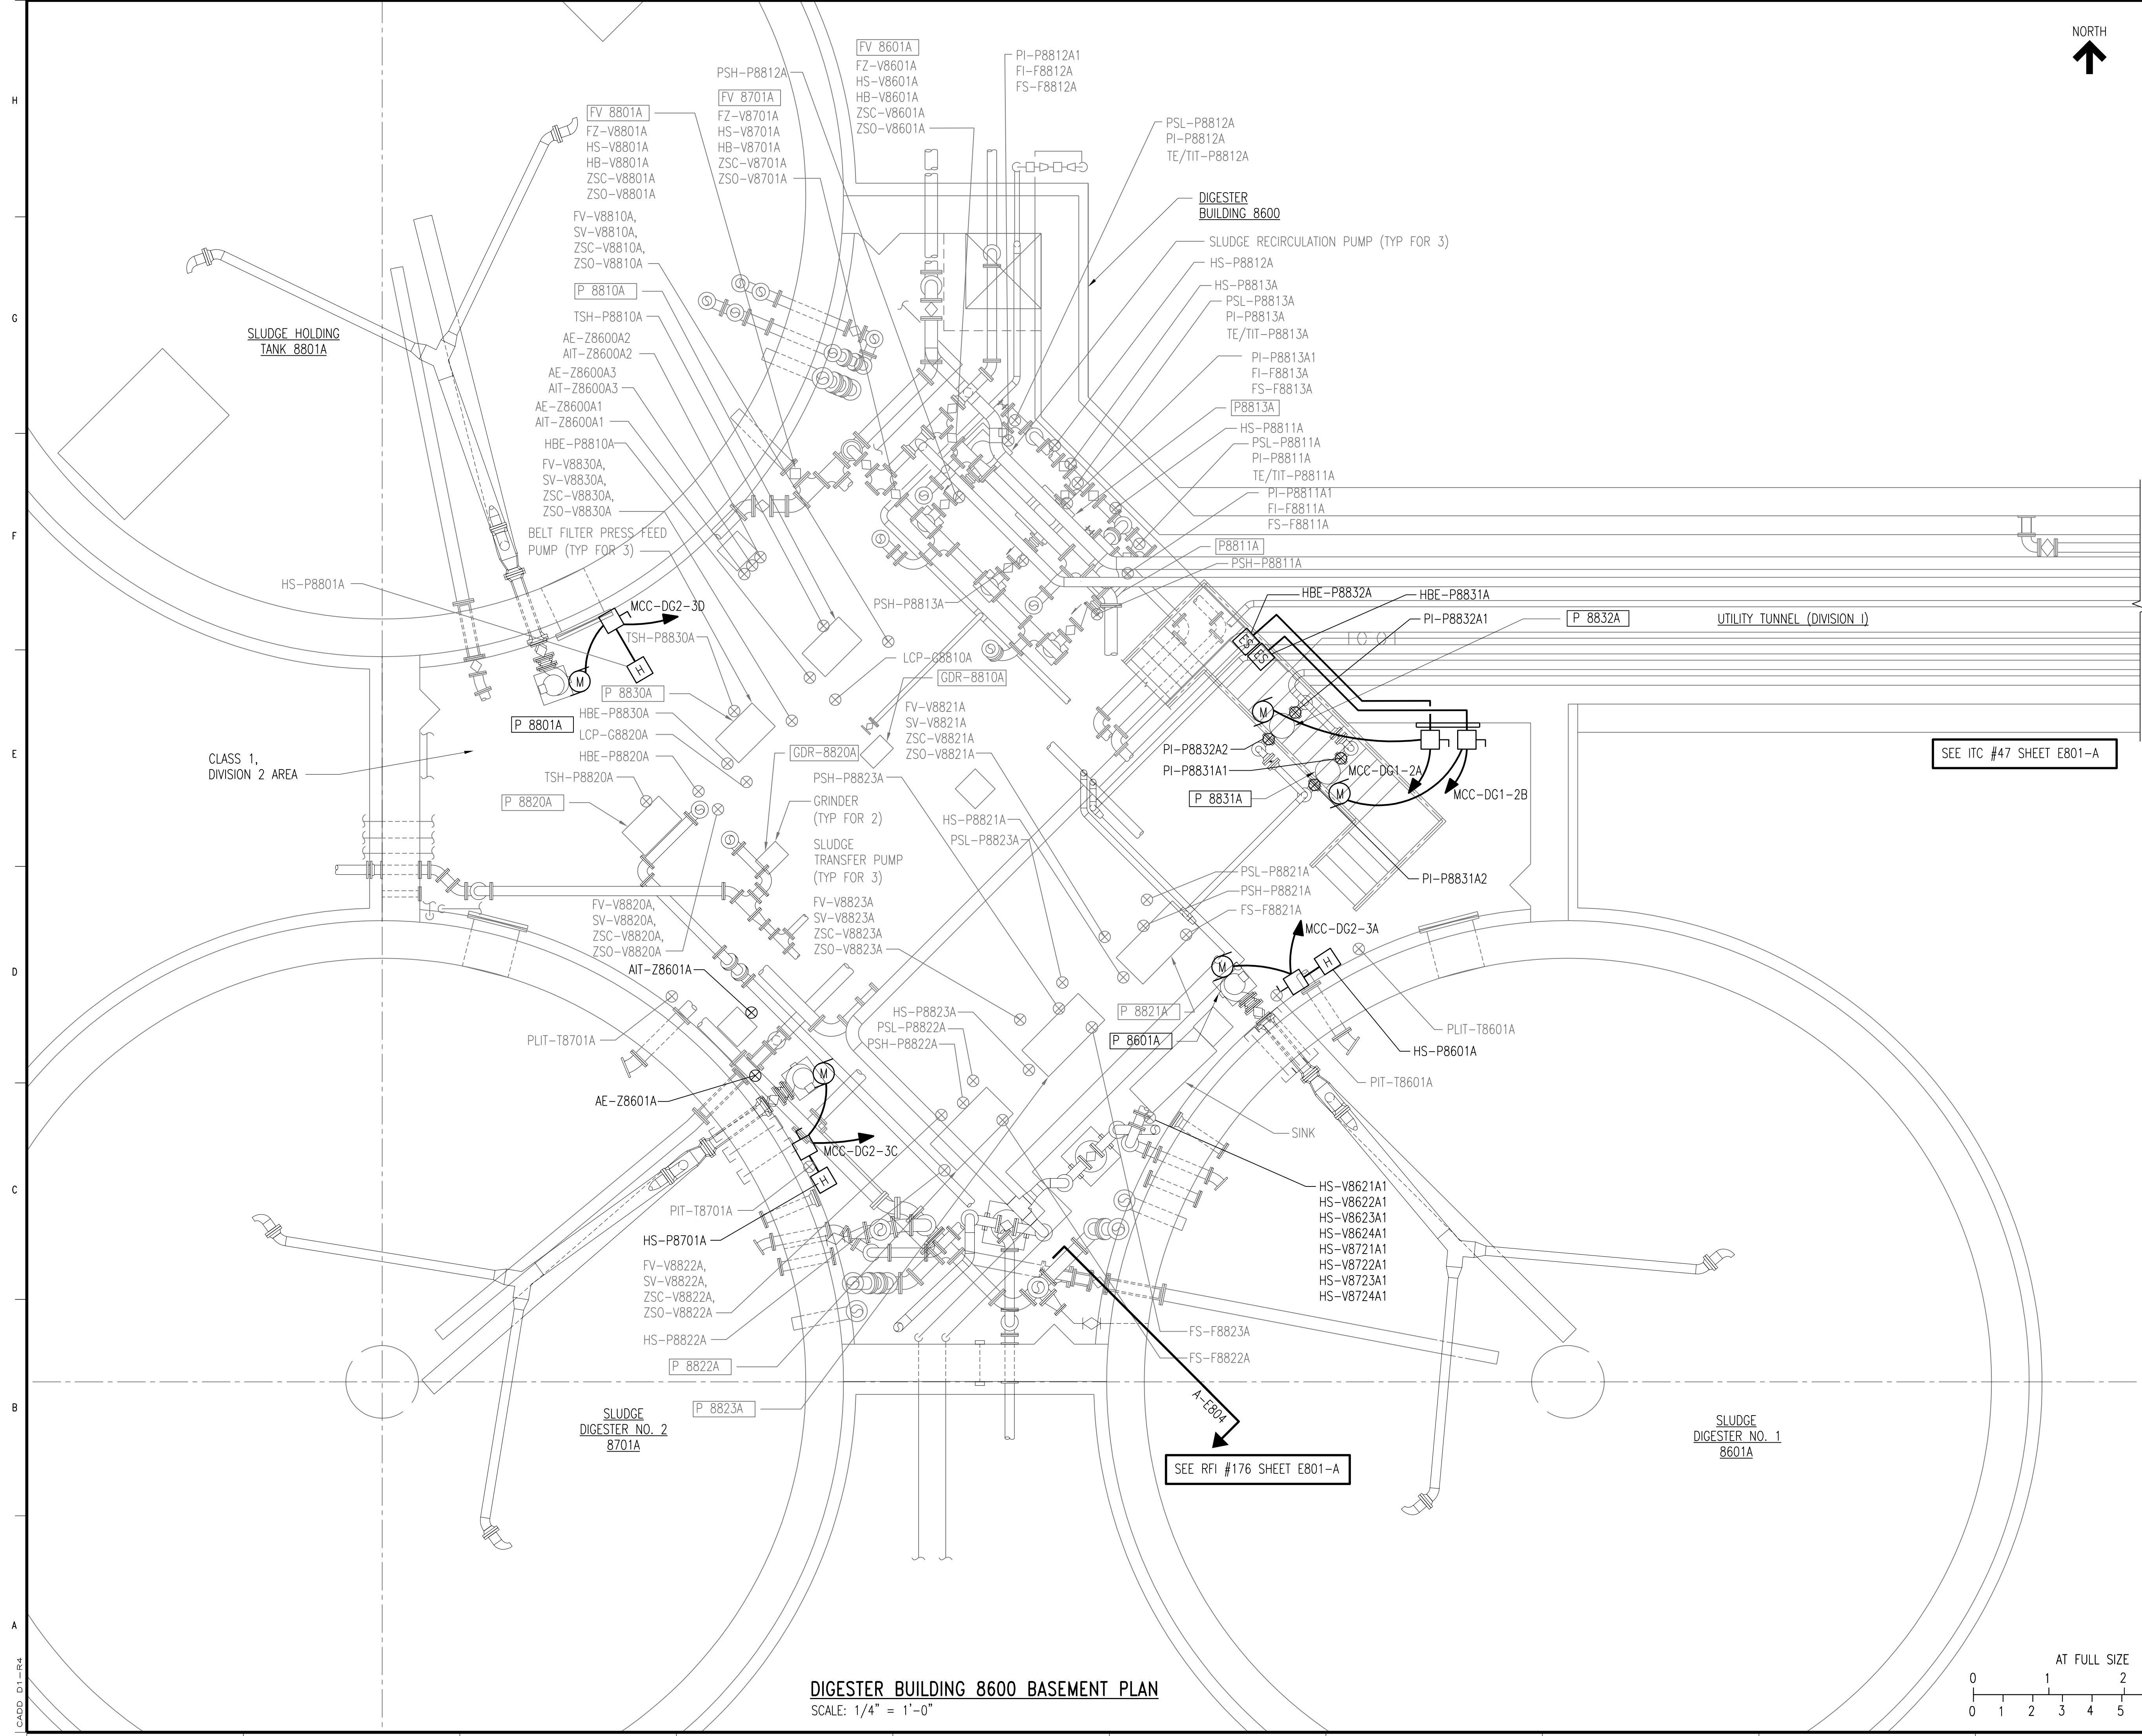 NORTH
H
G
F
E
D
C
B
A
FV 8601A
FZ-V8601A
HS-V8601A
HB-V8601A
ZSC-V8601A
ZSO-V8601A
PI-P8812A1
FI-F8812A
FS-F8812A
PSH-P8812A
FV 8701A
FZ-V8701A
HS-V8701A
HB-V8701A
ZSC-V8701A
ZSO-V8701A
FV 8801A
FZ-V8801A
HS-V8801A
HB-V8801A
ZSC-V8801A
ZSO-V8801A
PSL-P8812A
PI-P8812A
TE/TIT-P8812A
DIGESTER
BUILDING 8600
FV-V8810A,
SV-V8810A,
ZSC-V8810A,
ZSO-V8810A
SLUDGE RECIRCULATION PUMP (TYP FOR 3)
HS-P8812A
HS-P8813A
PSL-P8813A
PI-P8813A
TE/TIT-P8813A
P 8810A
TSH-P8810A
SLUDGE HOLDING
TANK 8801A
AE-Z8600A2
AIT-Z8600A2
AE-Z8600A3
AIT-Z8600A3
AE-Z8600A1
AIT-Z8600A1
PI-P8813A1
FI-F8813A
FS-F8813A
P8813A
HS-P8811A
PSL-P8811A
PI-P8811A
TE/TIT-P8811A
PI-P8811A1
FI-F8811A
FS-F8811A
HBE-P8810A
FV-V8830A,
SV-V8830A,
ZSC-V8830A,
ZSO-V8830A
BELT FILTER PRESS FEED
PUMP (TYP FOR 3)
P8811A
PSH-P8811A
HS-P8801A
MCC-DG2-3D
PSH-P8813A
HBE-P8832A
HBE-P8831A
PI-P8832A1
P 8832A
UTILITY TUNNEL (DIVISION I)
ES
ES
TSH-P8830A
H
M
LCP-G8810A
GDR-8810A
P 8830A
P 8801A
HBE-P8830A
LCP-G8820A
HBE-P8820A
TSH-P8820A
P 8820A
FV-V8821A
SV-V8821A
ZSC-V8821A
ZSO-V8821A
M
CLASS 1,
DIVISION 2 AREA
GDR-8820A
PI-P8832A2
PI-P8831A1
P 8831A
MCC-DG1-2A
M
MCC-DG1-2B
SEE ITC #47 SHEET E801-A
PSH-P8823A
GRINDER
(TYP FOR 2)
HS-P8821A
PSL-P8823A
SLUDGE
TRANSFER PUMP
(TYP FOR 3)
PSL-P8821A
PSH-P8821A
FS-F8821A
PI-P8831A2
FV-V8820A,
SV-V8820A,
ZSC-V8820A,
ZSO-V8820A
FV-V8823A
SV-V8823A
ZSC-V8823A
ZSO-V8823A
MCC-DG2-3A
AIT-Z8601A
M
H
PLIT-T8701A
HS-P8823A
PSL-P8822A
PSH-P8822A
P 8821A
P 8601A
PLIT-T8601A
HS-P8601A
PIT-T8601A
AE-Z8601A
M
SINK
MCC-DG2-3C
H
PIT-T8701A
HS-P8701A
HS-V8621A1
HS-V8622A1
HS-V8623A1
HS-V8624A1
HS-V8721A1
HS-V8722A1
HS-V8723A1
HS-V8724A1
FV-V8822A,
SV-V8822A,
ZSC-V8822A,
ZSO-V8822A
HS-P8822A
P 8822A
FS-F8823A
FS-F8822A
P 8823A
A-E804
SLUDGE
DIGESTER NO. 2
8701A
SEE RFI #176 SHEET E801-A
SLUDGE
DIGESTER NO. 1
8601A
CADD D1-R4
DIGESTER BUILDING 8600 BASEMENT PLAN
SCALE: 1/4" = 1'-0"
AT FULL SIZE
0 1 2
0 1 2 3 4 5